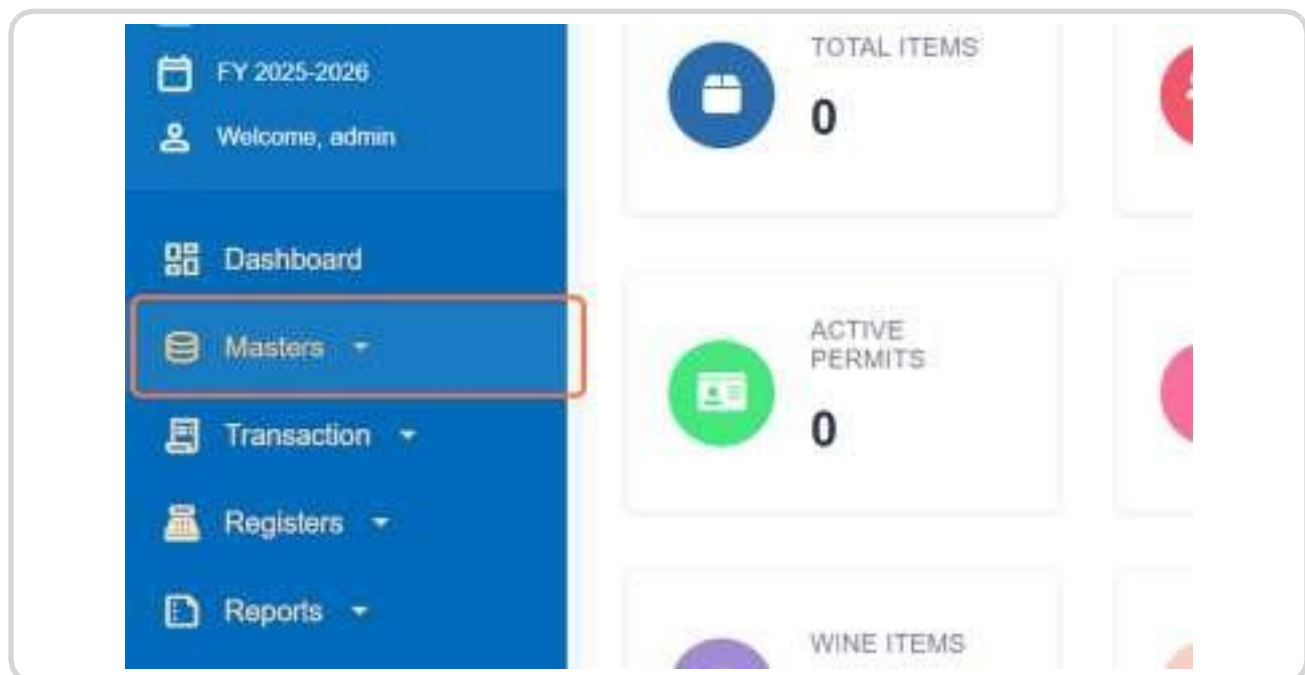 FY 2025-2026
Welcome, admin
Dashboard
Masters
Transaction
Registers
Reports
TOTAL ITEMS
0
ACTIVE
PERMITS
0
WINE ITEMS